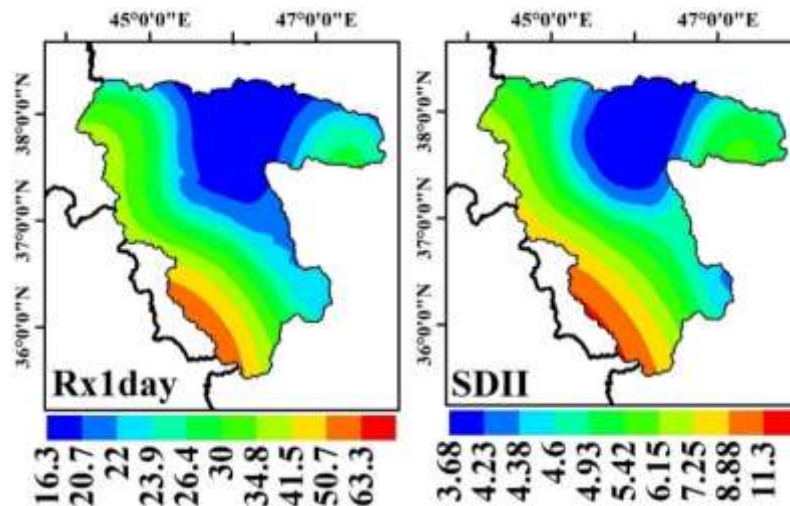 45°0'0"E 47°0'0"E 45°0'0"E 47°0'0"E
38°0'0"N 38°0'0"N
37°0'0"N 37°0'0"N
36°0'0"N 36°0'0"N
Rx1day SDII
16.3 20.7 22 23.9 26.4 30 34.8 41.5 50.7 63.3
3.68 4.23 4.38 4.6 4.93 5.42 6.15 7.25 8.88 11.3